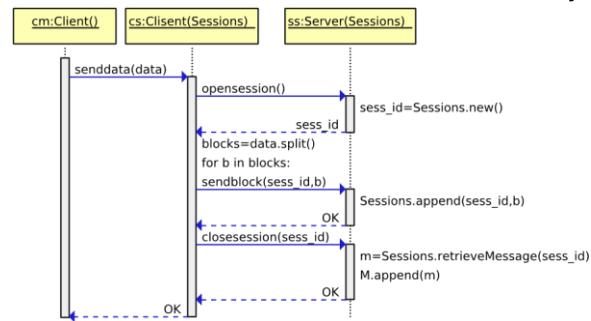 cm:Client()
cs:Clisent(Sessions)
ss:Server(Sessions)
senddata(data)
opensession()
sess_id=Sessions.new()
sess_id
blocks=data.split()
for b in blocks:
sendblock(sess_id,b)
Sessions.append(sess_id,b)
OK
closesession(sess_id)
m=Sessions.retrieveMessage(sess_id)
M.append(m)
OK
OK